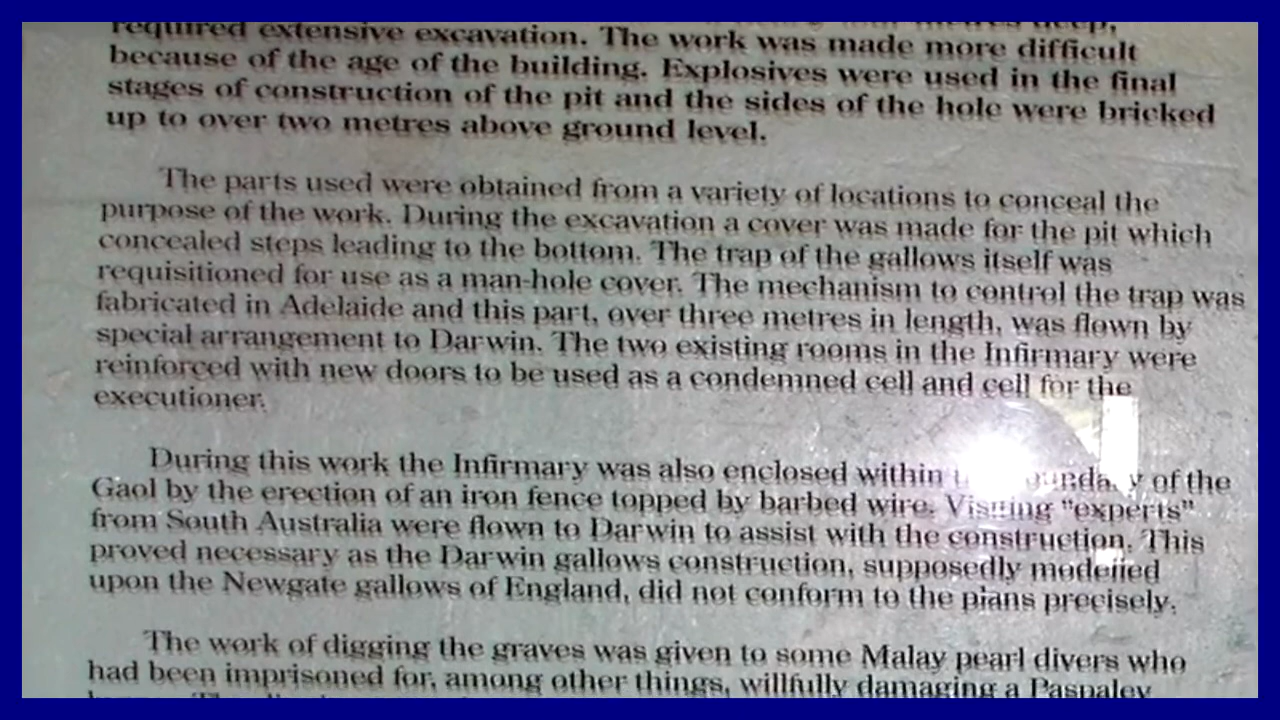 required extensive excavation. The work was made more difficult
because of the age of the building. Explosives were used in the final
stages of construction of the pit and the sides of the hole were bricked
up to over two metres above ground level.
The parts used were obtained from a variety of locations to conceal the
purpose of the work. During the excavation a cover was made for the pit which
concealed steps leading to the bottom. The trap of the gallows itself was
requisitioned for use as a man-hole cover. The mechanism to control the trap was
fabricated in Adelaide and this part, over three metres in length, was flown by
special arrangement to Darwin. The two existing rooms in the Infirmary were
reinforced with new doors to be used as a condemned cell and cell for the
executioner.
During this work the Infirmary was also enclosed within of the
Gaol by the erection of an iron fence topped by barbed wire. Visiting "experts"
from South Australia were flown to Darwin to assist with the construction. This
proved necessary as the Darwin gallows construction, supposedly modelled
upon the Newgate gallows of England, did not conform to the plans precisely.
The work of digging the graves was given to some Malay pearl divers who
had been imprisoned for, among other things, willfully damaging a Paspaley